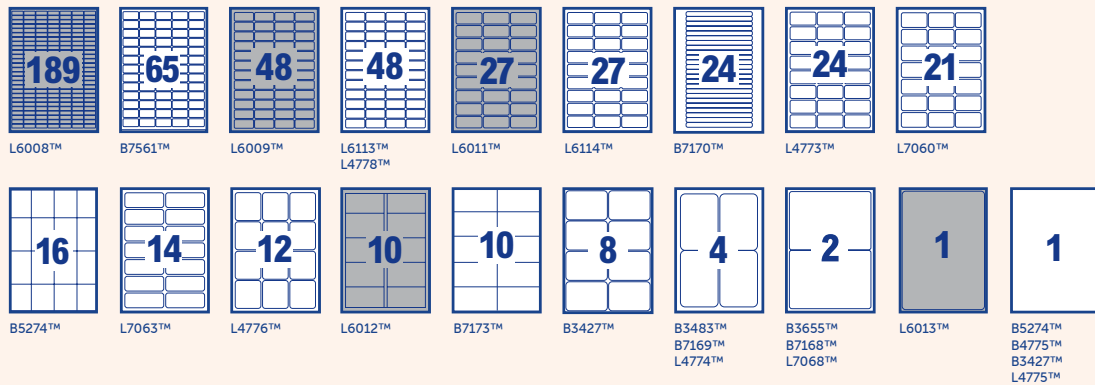 189 65 48 48 27 27 24 24 21
L6008™ B7561™ L6009™ L6113™ L6011™ L6114™ B7170™ L4773™ L7060™
L4778™
16 14 12 10 10 8 4 2 1 1
B5274™ L7063™ L4776™ L6012™ B7173™ B3427™ B3483™ B3655™ L6013™ B5274™
B7169™ B7168™ B4775™
L4774™ L7068™ B3427™
L4775™